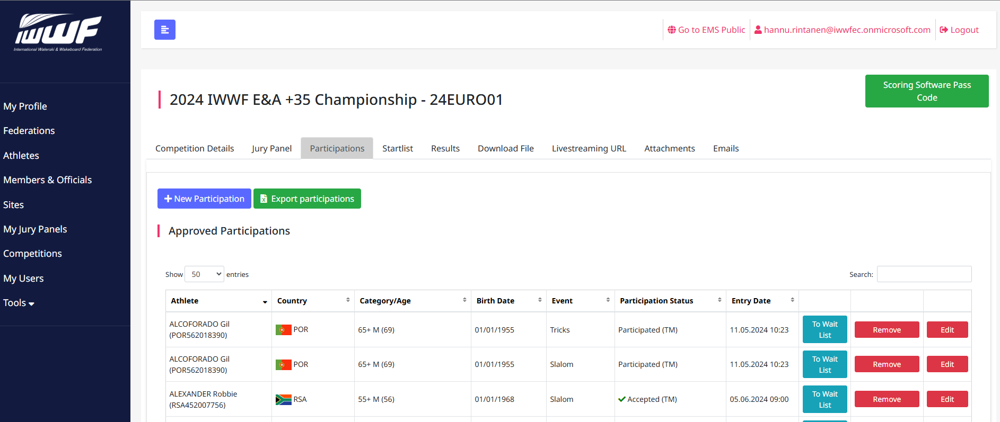 IWWF
International Waterski & Wakeboard Federation
My Profile
Federations
Athletes
Members & Officials
Sites
My Jury Panels
Competitions
My Users
Tools
Go to EMS Public
hannu.rintanen@iwwfec.onmicrosoft.com
Logout
2024 IWWF E&A +35 Championship - 24EURO01
Scoring Software Pass
Code
Competition Details Jury Panel Participations Startlist Results Download File Livestreaming URL Attachments Emails
New Participation Export participations
Approved Participations
Show 50 entries Search:
Athlete Country Category/Age Birth Date Event Participation Status Entry Date
ALCOFORADO Gil
(POR562018390) POR 65+ M (69) 01/01/1955 Tricks Participated (TM) 11.05.2024 10:23 To Wait List Remove Edit
ALCOFORADO Gil
(POR562018390) POR 65+ M (69) 01/01/1955 Slalom Participated (TM) 11.05.2024 10:23 To Wait List Remove Edit
ALEXANDER Robbie
(RSA452007756) RSA 55+ M (56) 01/01/1968 Slalom Accepted (TM) 05.06.2024 09:00 To Wait List Remove Edit